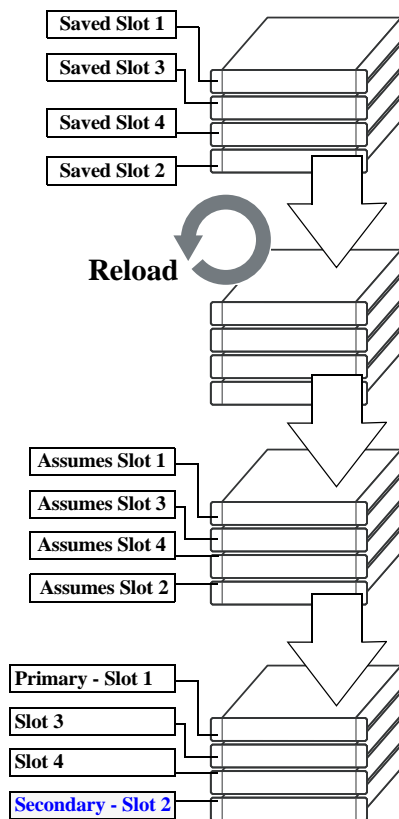 Saved Slot 1
Saved Slot 3
Saved Slot 4
Saved Slot 2
Reload
Assumes Slot 1
Assumes Slot 3
Assumes Slot 4
Assumes Slot 2
Primary - Slot 1
Slot 3
Slot 4
Secondary - Slot 2